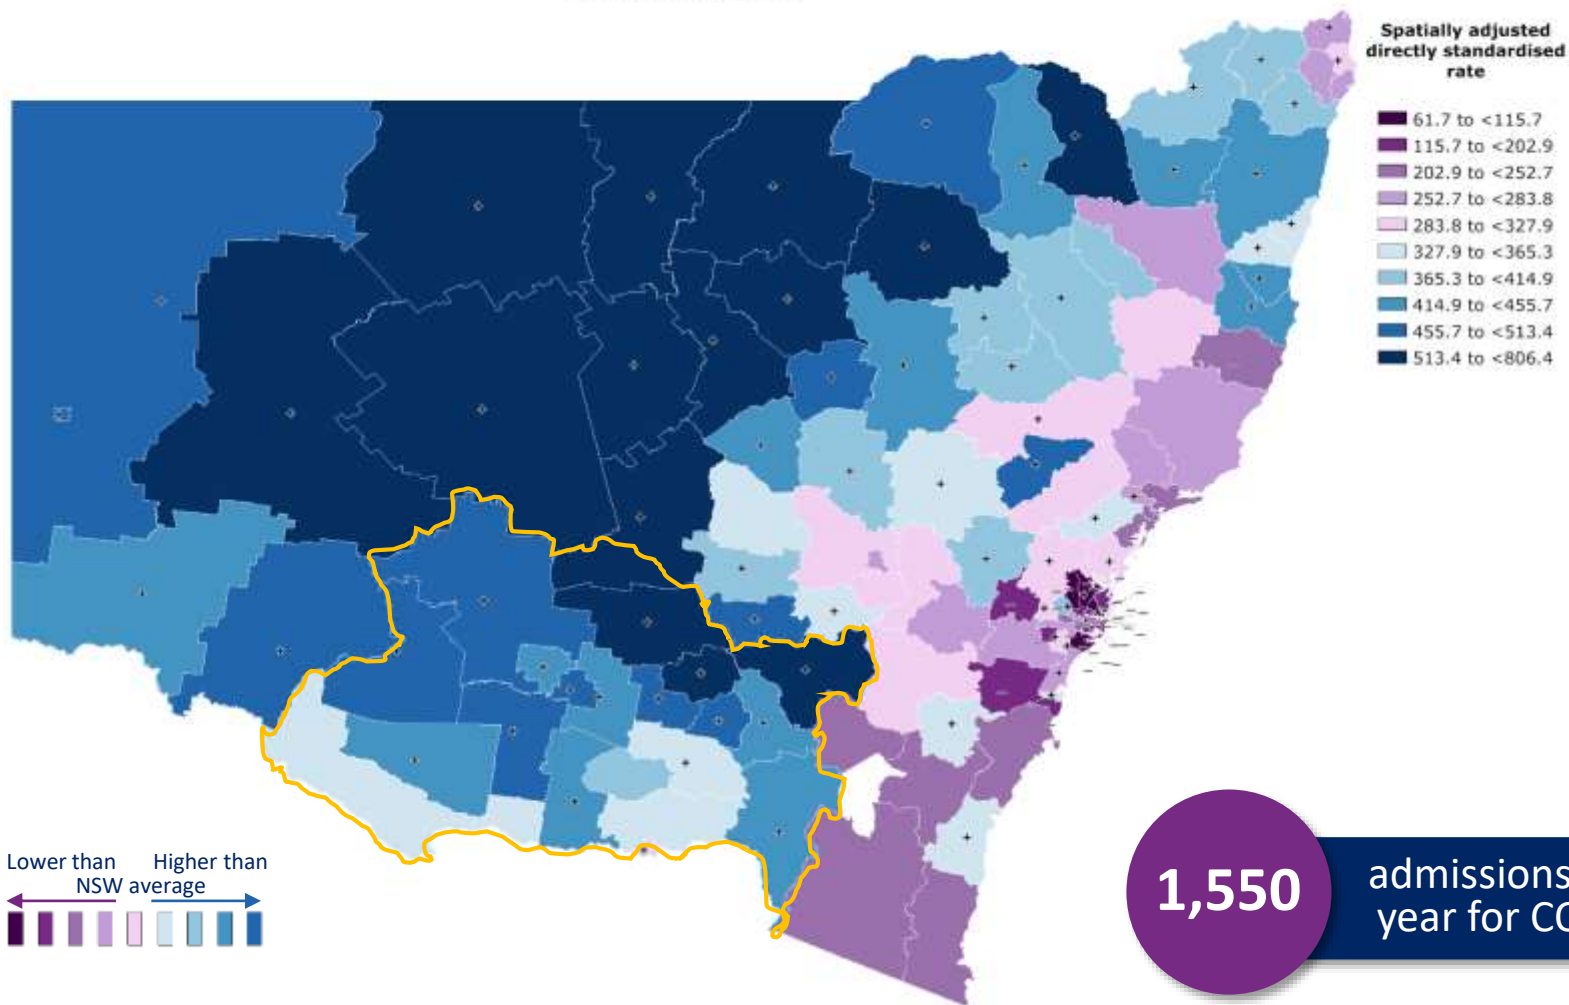 Spatially adjusted
directly standardised
rate
61.7 to <115.7
115.7 to <202.9
202.9 to <252.7
252.7 to <283.8
283.8 to <327.9
327.9 to <365.3
365.3 to <414.9
414.9 to <455.7
455.7 to <513.4
513.4 to <806.4
Lower than Higher than
NSW average
1,550
admissions
year for